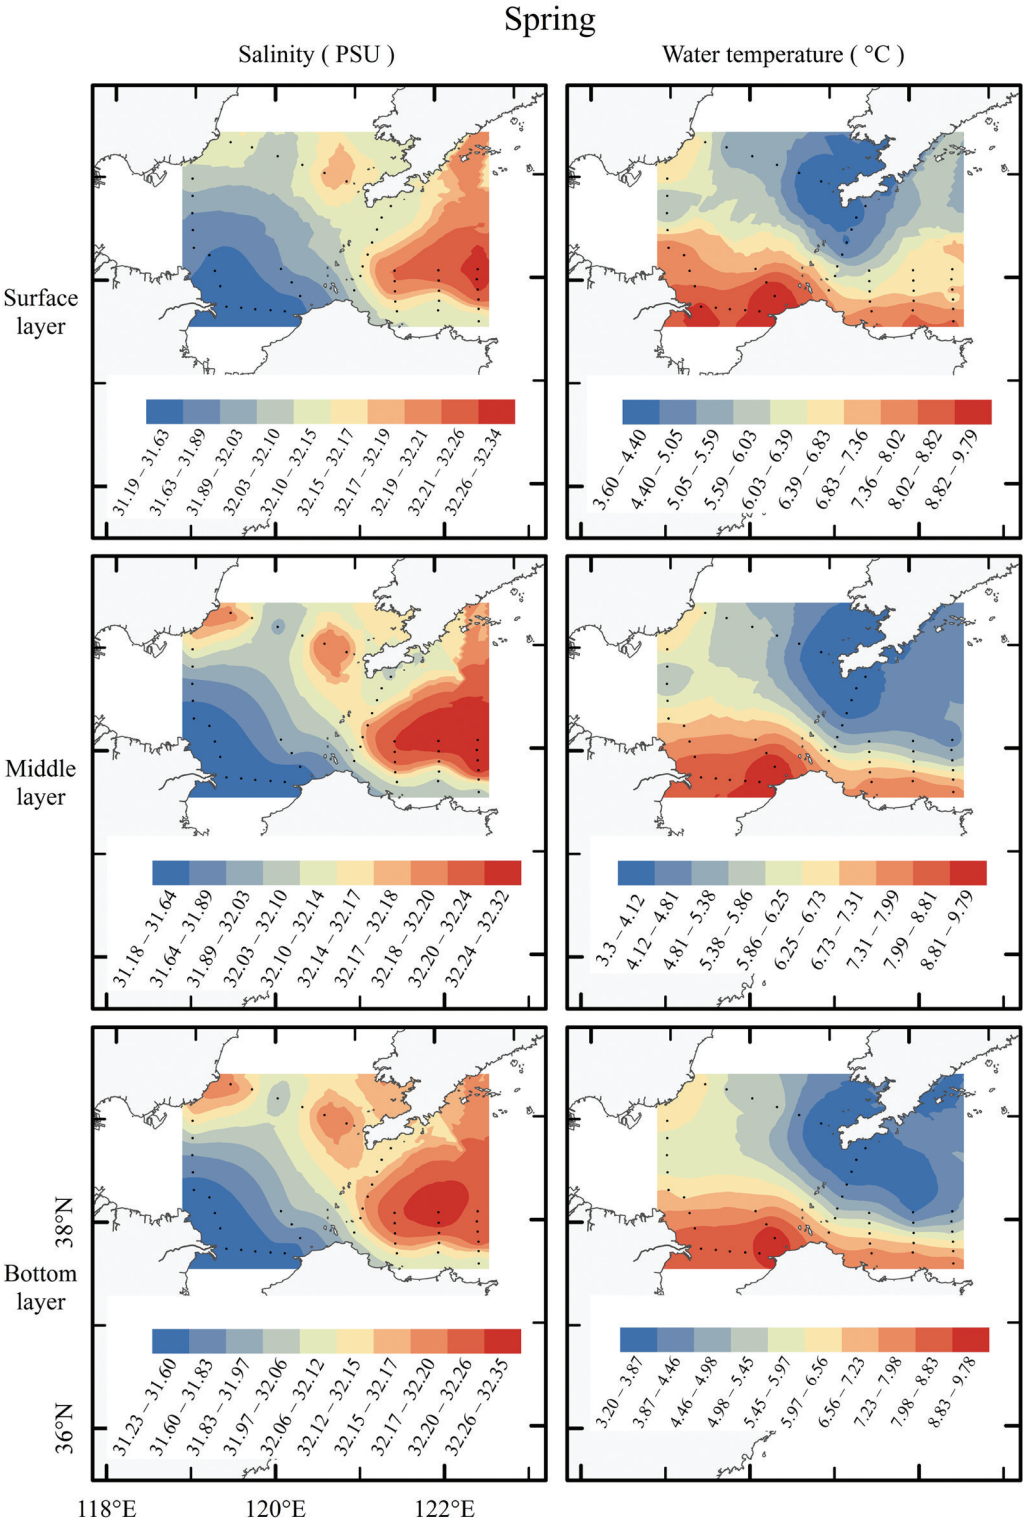 Spring
Salinity ( PSU )
Water temperature ( °C )
Surface
layer
31.19 – 31.63
31.63 – 31.89
31.89 – 32.03
32.03 – 32.10
32.10 – 32.15
32.15 – 32.17
32.17 – 32.19
32.19 – 32.21
32.21 – 32.26
32.26 – 32.34
3.60 – 4.40
4.40 – 5.05
5.05 – 5.59
5.59 – 6.03
6.03 – 6.39
6.39 – 6.83
6.83 – 7.36
7.36 – 8.02
8.02 – 8.82
8.82 – 9.79
Middle
layer
31.18 – 31.64
31.64 – 31.89
31.89 – 32.03
32.03 – 32.10
32.10 – 32.14
32.14 – 32.17
32.17 – 32.18
32.18 – 32.20
32.20 – 32.24
32.24 – 32.32
3.3 – 4.12
4.12 – 4.81
4.81 – 5.38
5.38 – 5.86
5.86 – 6.25
6.25 – 6.73
6.73 – 7.31
7.31 – 7.99
7.99 – 8.81
8.81 – 9.79
38°N
Bottom
layer
36°N
31.23 – 31.60
31.60 – 31.83
31.83 – 31.97
31.97 – 32.06
32.06 – 32.12
32.12 – 32.15
32.15 – 32.17
32.17 – 32.20
32.20 – 32.26
32.26 – 32.35
3.20 – 3.87
3.87 – 4.46
4.46 – 4.98
4.98 – 5.45
5.45 – 5.97
5.97 – 6.56
6.56 – 7.23
7.23 – 7.98
7.98 – 8.83
8.83 – 9.78
118°E
120°E
122°E